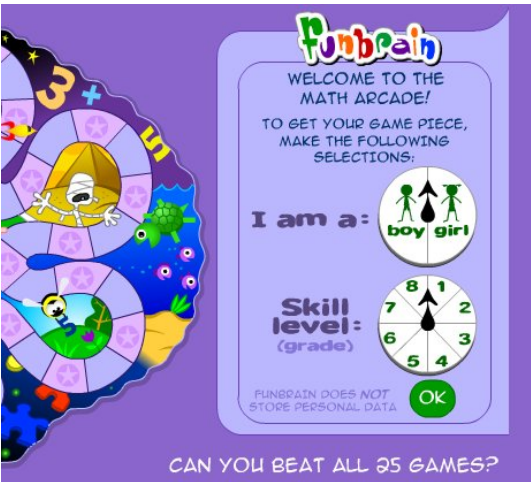 3 + 5
funbrain
WELCOME TO THE
MATH ARCADE!
TO GET YOUR GAME PIECE,
MAKE THE FOLLOWING
SELECTIONS:
I am a:
boy girl
Skill
level:
(grade)
8 1
7 2
6 3
5 4
FUNBRAIN DOES NOT
STORE PERSONAL DATA
OK
CAN YOU BEAT ALL 25 GAMES?